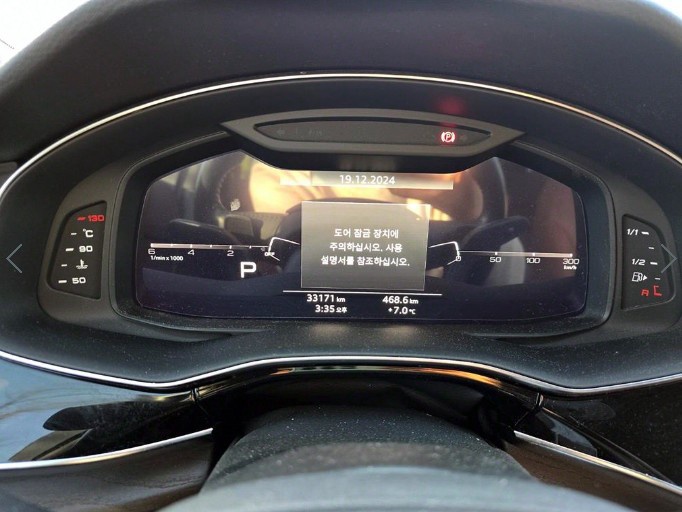 P
19.12.2024
130
°C
90
50
6 4 2 OFF
1/min x 1000
도어 잠금 장치에
주의하십시오. 사용
설명서를 참조하십시오.
0 50 100 300
km/h
1/1
1/2
R
P
33171 km 468.6 km
3:35 오후 +7.0 °C